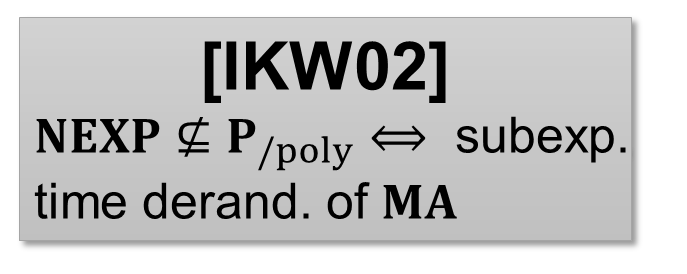 [IKW02]
NEXP ⊈ P/poly ⟺ subexp.
time derand. of MA